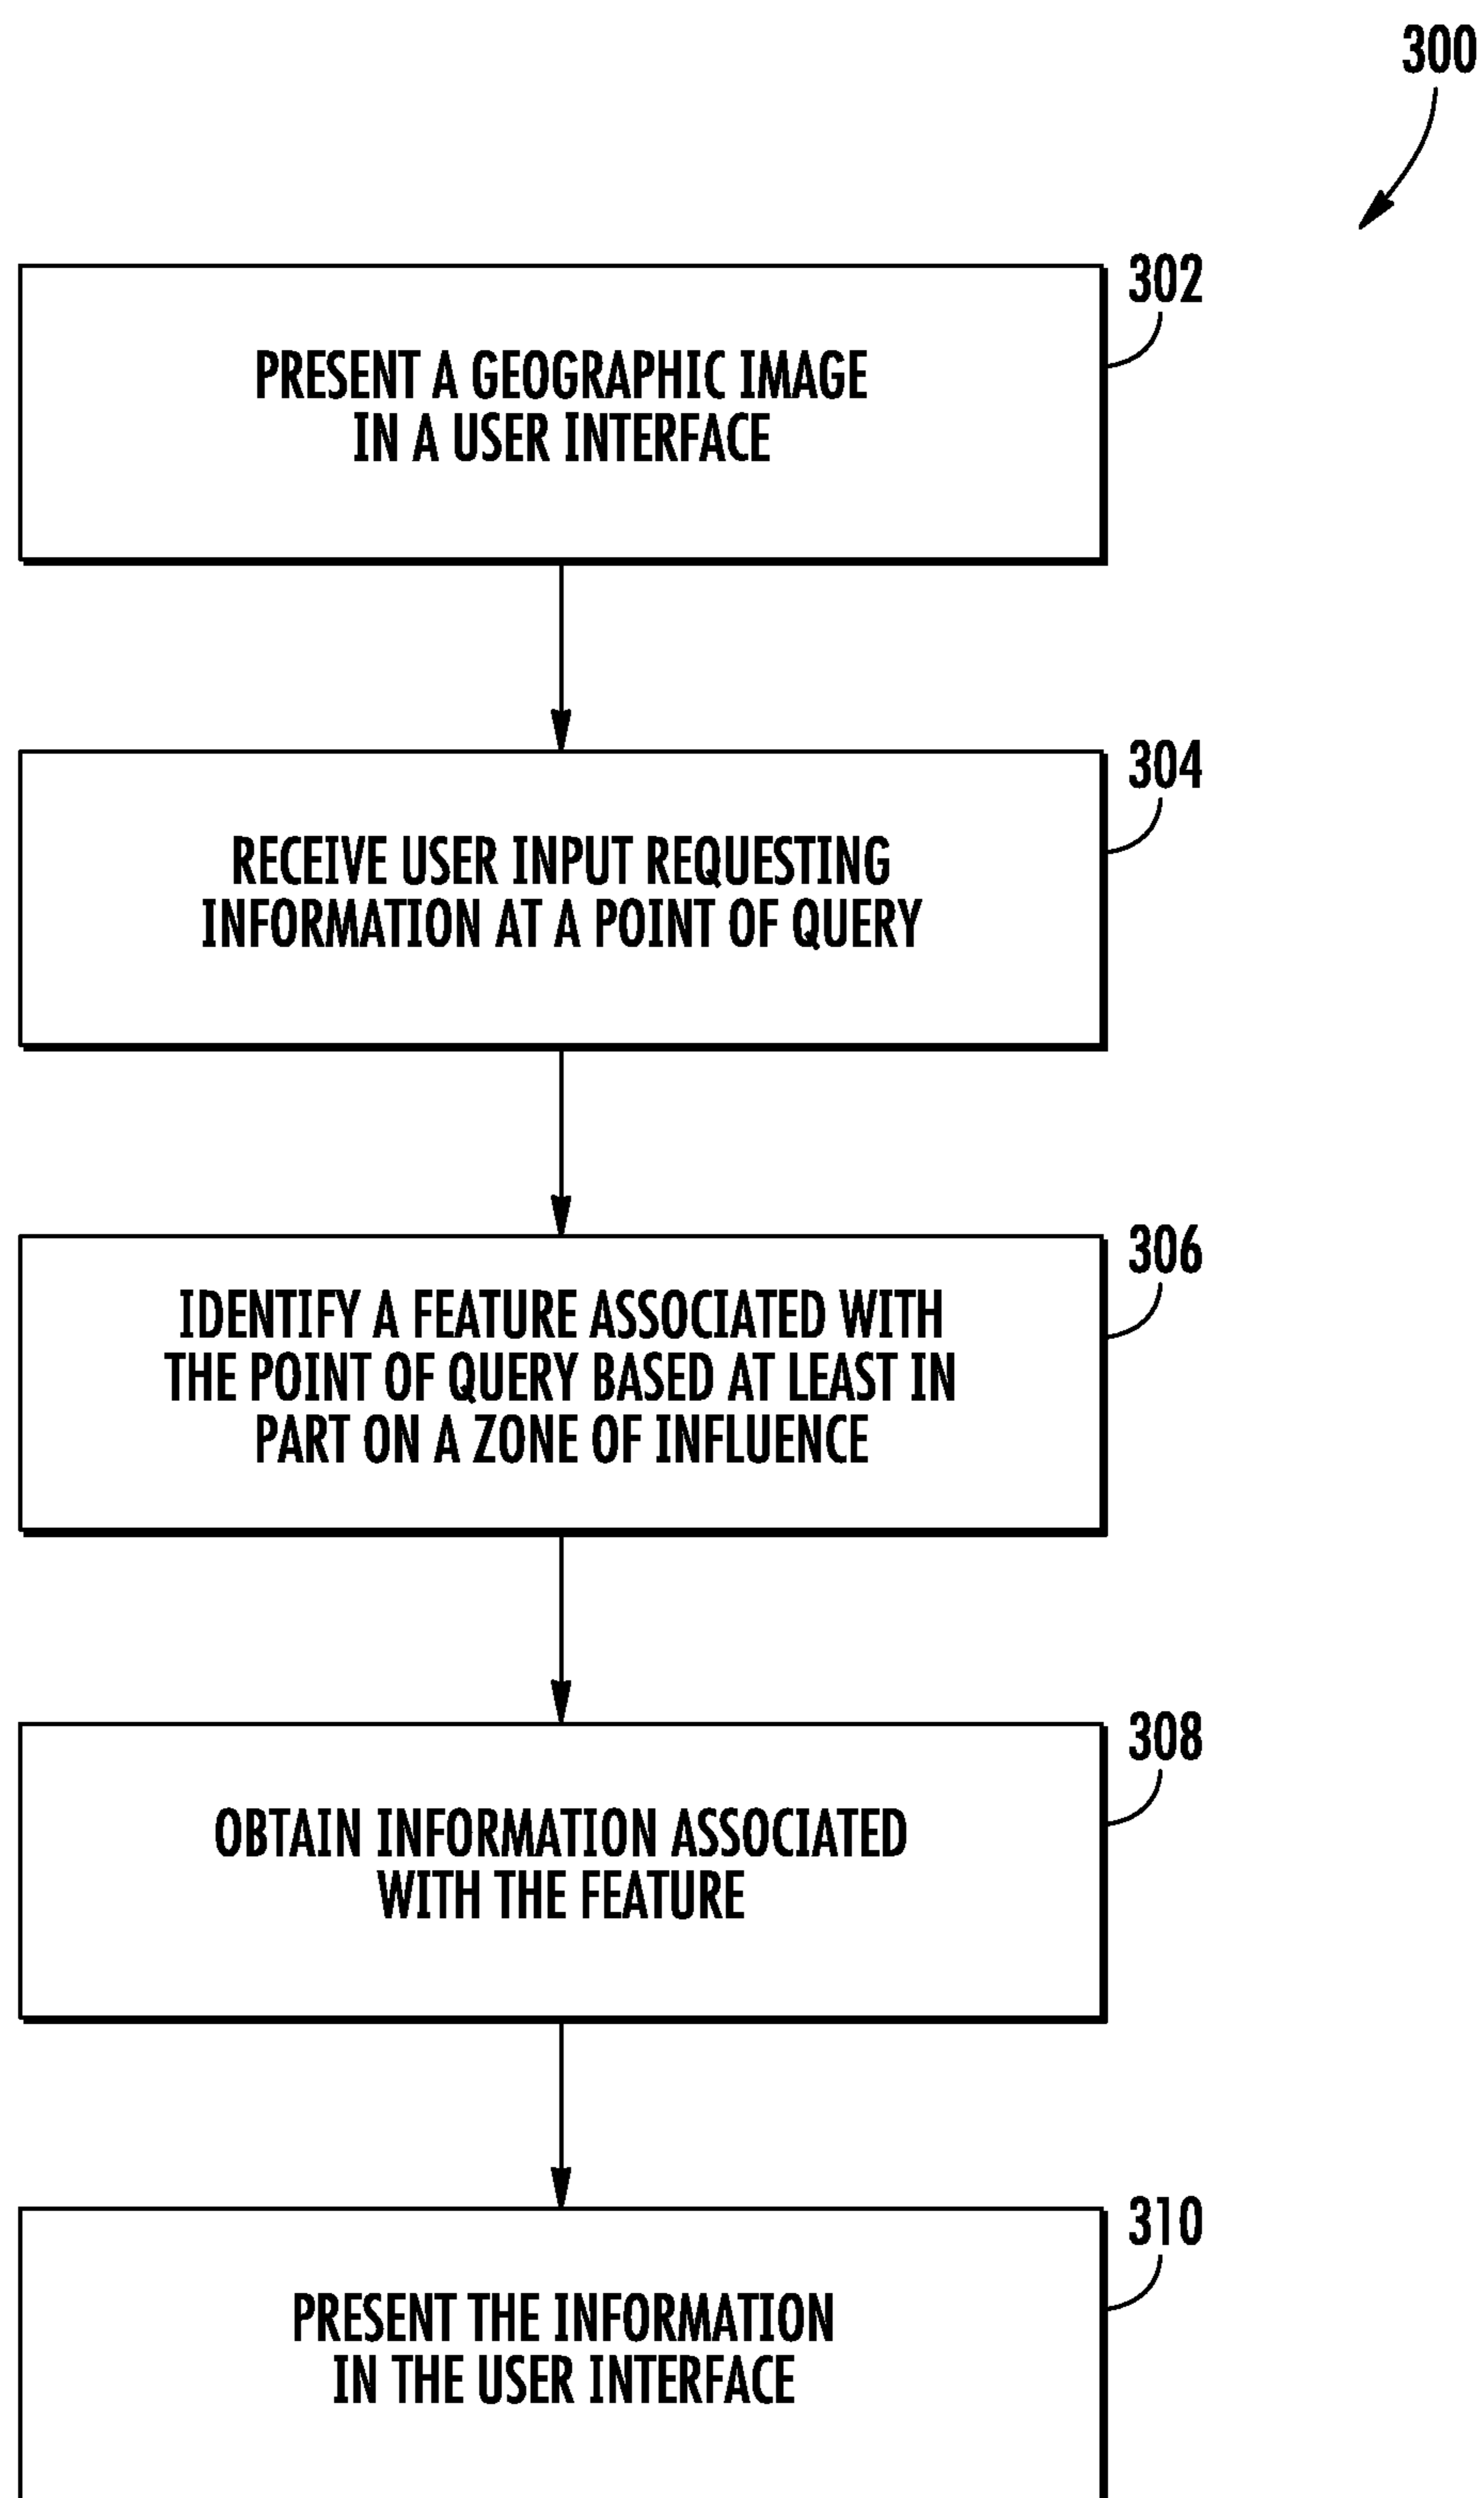 300
302
PRESENT A GEOGRAPHIC IMAGE
IN A USER INTERFACE
304
RECEIVE USER INPUT REQUESTING
INFORMATION AT A POINT OF QUERY
306
IDENTIFY A FEATURE ASSOCIATED WITH
THE POINT OF QUERY BASED AT LEAST IN
PART ON A ZONE OF INFLUENCE
308
OBTAIN INFORMATION ASSOCIATED
WITH THE FEATURE
310
PRESENT THE INFORMATION
IN THE USER INTERFACE